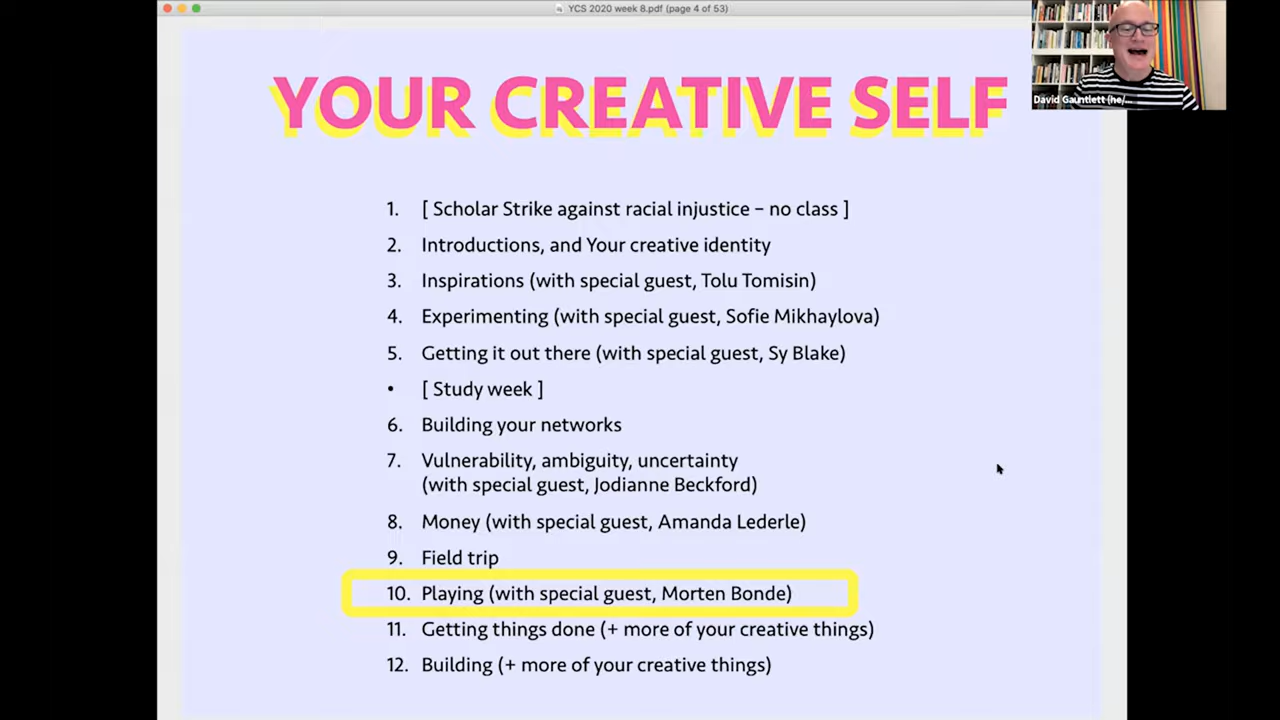 YCS 2020 week 8.pdf (page 4 of 53)
YOUR CREATIVE SELF
David Gauntlett (he/...
1. [ Scholar Strike against racial injustice – no class ]
2. Introductions, and Your creative identity
3. Inspirations (with special guest, Tolu Tomisin)
4. Experimenting (with special guest, Sofie Mikhaylova)
5. Getting it out there (with special guest, Sy Blake)
• [ Study week ]
6. Building your networks
7. Vulnerability, ambiguity, uncertainty
(with special guest, Jodianne Beckford)
8. Money (with special guest, Amanda Lederle)
9. Field trip
10. Playing (with special guest, Morten Bonde)
11. Getting things done (+ more of your creative things)
12. Building (+ more of your creative things)